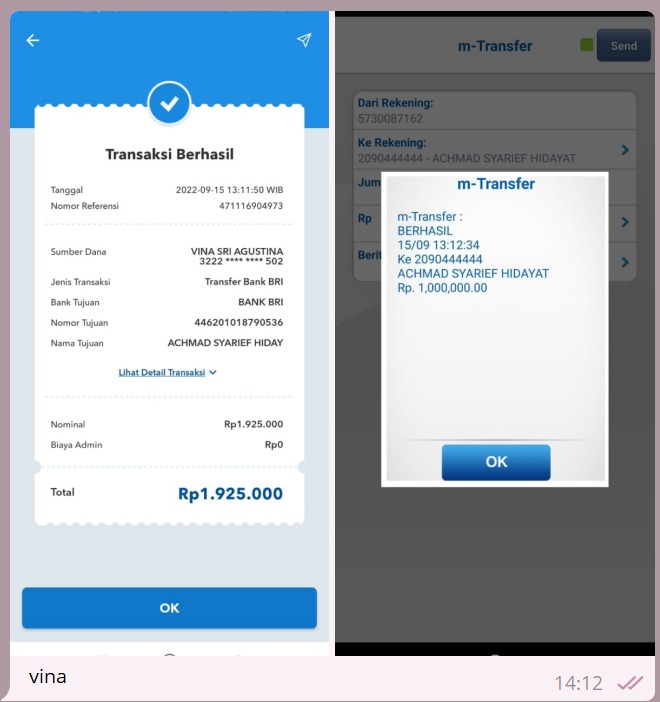 Transaksi Berhasil
Tanggal 2022-09-15 13:11:50 WIB
Nomor Referensi 471116904973
Sumber Dana VINA SRI AGUSTINA
3222 **** **** 502
Jenis Transaksi Transfer Bank BRI
Bank Tujuan BANK BRI
Nomor Tujuan 446201018790536
Nama Tujuan ACHMAD SYARIEF HIDAY
Lihat Detail Transaksi
Nominal Rp1.925.000
Biaya Admin Rp0
Total Rp1.925.000
OK
m-Transfer Send
Dari Rekening:
5730087162
Ke Rekening:
2090444444 - ACHMAD SYARIEF HIDAYAT
Jum
Rp
Berit
m-Transfer
m-Transfer :
BERHASIL
15/09 13:12:34
Ke 2090444444
ACHMAD SYARIEF HIDAYAT
Rp. 1,000,000.00
OK
vina 14:12